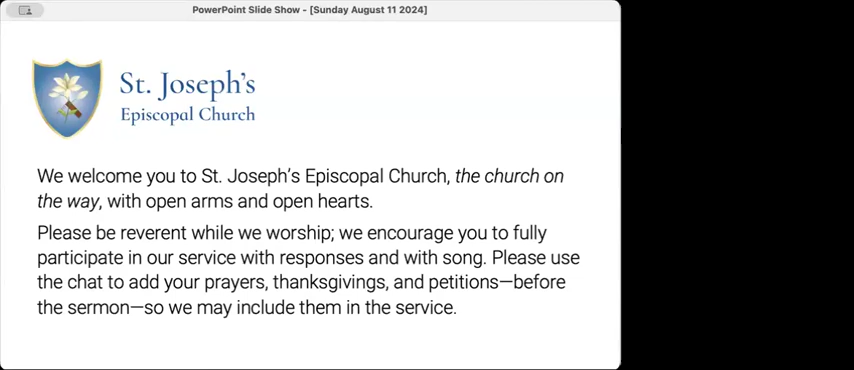 PowerPoint Slide Show - [Sunday August 11 2024]
St. Joseph's
Episcopal Church
We welcome you to St. Joseph's Episcopal Church, the church on
the way, with open arms and open hearts.
Please be reverent while we worship; we encourage you to fully
participate in our service with responses and with song. Please use
the chat to add your prayers, thanksgivings, and petitions—before
the sermon—so we may include them in the service.